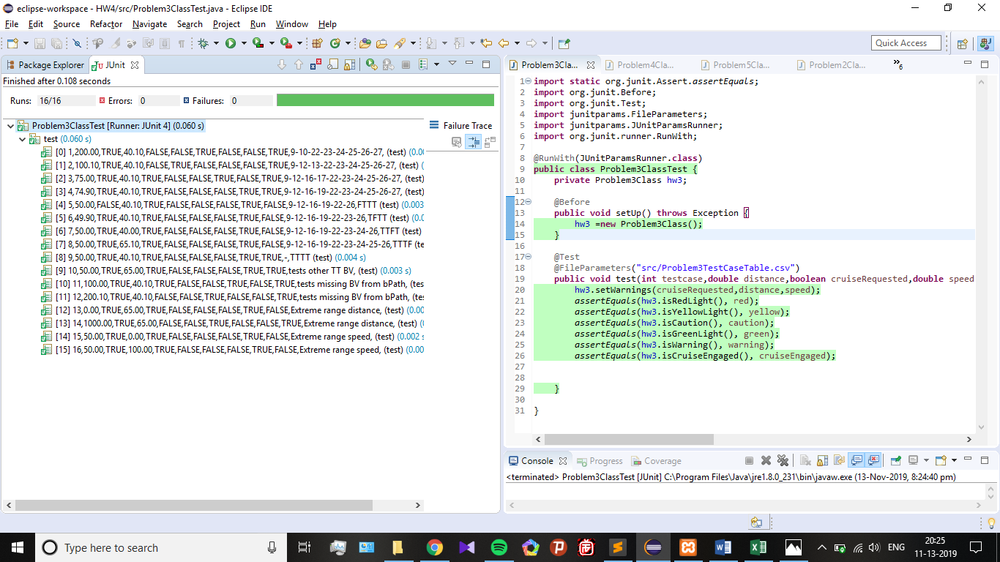 eclipse-workspace - HW4/src/Problem3ClassTest.java - Eclipse IDE
File Edit Source Refactor Navigate Search Project Run Window Help
Quick Access
Package Explorer JUnit
Finished after 0.108 seconds
Runs: 16/16 Errors: 0 Failures: 0
Problem3ClassTest [Runner: JUnit 4] (0.060 s)
test (0.060 s)
[0] 1,200.00,TRUE,40.10,FALSE,FALSE,TRUE,FALSE,FALSE,TRUE,9-10-22-23-24-25-26-27, (test) (0.00
[1] 2,100.10,TRUE,40.10,FALSE,TRUE,TRUE,FALSE,FALSE,TRUE,9-12-13-22-23-24-25-26-27, (test) (
[2] 3,75.00,TRUE,40.10,TRUE,FALSE,FALSE,TRUE,FALSE,TRUE,9-12-16-17-22-23-24-25-26-27, (test)
[3] 4,74.90,TRUE,40.10,TRUE,FALSE,FALSE,FALSE,TRUE,TRUE,9-12-16-19-22-23-24-25-26-27, (test)
[4] 5,50.00,FALSE,40.10,TRUE,FALSE,FALSE,FALSE,TRUE,FALSE,9-12-16-19-22-26,FTTT (test) (0.003
[5] 6,49.90,TRUE,40.10,TRUE,FALSE,FALSE,FALSE,TRUE,FALSE,9-12-16-19-22-23-26,TFTT (test) (0.0
[6] 7,50.00,TRUE,40.00,TRUE,FALSE,FALSE,FALSE,TRUE,FALSE,9-12-16-19-22-23-24-26,TTFT (test)
[7] 8,50.00,TRUE,65.10,TRUE,FALSE,FALSE,FALSE,TRUE,FALSE,9-12-16-19-22-23-24-25-26,TTTF (te
[8] 9,50.00,TRUE,40.10,TRUE,FALSE,FALSE,FALSE,TRUE,TRUE,-,TTTT (test) (0.004 s)
[9] 10,50.00,TRUE,65.00,TRUE,FALSE,FALSE,FALSE,TRUE,TRUE,tests other TT BV, (test) (0.003 s)
[10] 11,100.00,TRUE,40.10,TRUE,FALSE,FALSE,TRUE,FALSE,TRUE,tests missing BV from bPath, (tes
[11] 12,200.10,TRUE,40.10,FALSE,FALSE,TRUE,FALSE,FALSE,TRUE,tests missing BV from bPath, (tes
[12] 13,0.00,TRUE,65.00,TRUE,FALSE,FALSE,FALSE,TRUE,FALSE,Extreme range distance, (test) (0.00
[13] 14,1000.00,TRUE,65.00,FALSE,FALSE,TRUE,FALSE,FALSE,TRUE,Extreme range distance, (test) (
[14] 15,50.00,TRUE,0.00,TRUE,FALSE,FALSE,FALSE,TRUE,FALSE,Extreme range speed, (test) (0.002 s
[15] 16,50.00,TRUE,100.00,TRUE,FALSE,FALSE,FALSE,TRUE,FALSE,Extreme range speed, (test) (0.00
Failure Trace
Problem3Cla... Problem4Cla... Problem5Cla... Problem2Cla... »6
1 import static org.junit.Assert.assertEquals;
2 import org.junit.Before;
3 import org.junit.Test;
4 import junitparams.FileParameters;
5 import junitparams.JUnitParamsRunner;
6 import org.junit.runner.RunWith;
7
8 @RunWith(JUnitParamsRunner.class)
9 public class Problem3ClassTest {
10 private Problem3Class hw3;
11
12 @Before
13 public void setUp() throws Exception {
14 hw3 =new Problem3Class();
15 }
16
17 @Test
18 @FileParameters("src/Problem3TestCaseTable.csv")
19 public void test(int testcase,double distance,boolean cruiseRequested,double speed
20 hw3.setWarnings(cruiseRequested,distance,speed);
21 assertEquals(hw3.isRedLight(), red);
22 assertEquals(hw3.isYellowLight(), yellow);
23 assertEquals(hw3.isCaution(), caution);
24 assertEquals(hw3.isGreenLight(), green);
25 assertEquals(hw3.isWarning(), warning);
26 assertEquals(hw3.isCruiseEngaged(), cruiseEngaged);
27
28
29 }
30
31 }
Console Progress Coverage
<terminated> Problem3ClassTest [JUnit] C:\Program Files\Java\jre1.8.0_231\bin\javaw.exe (13-Nov-2019, 8:24:40 pm)
Type here to search
ENG
20:25
11-13-2019